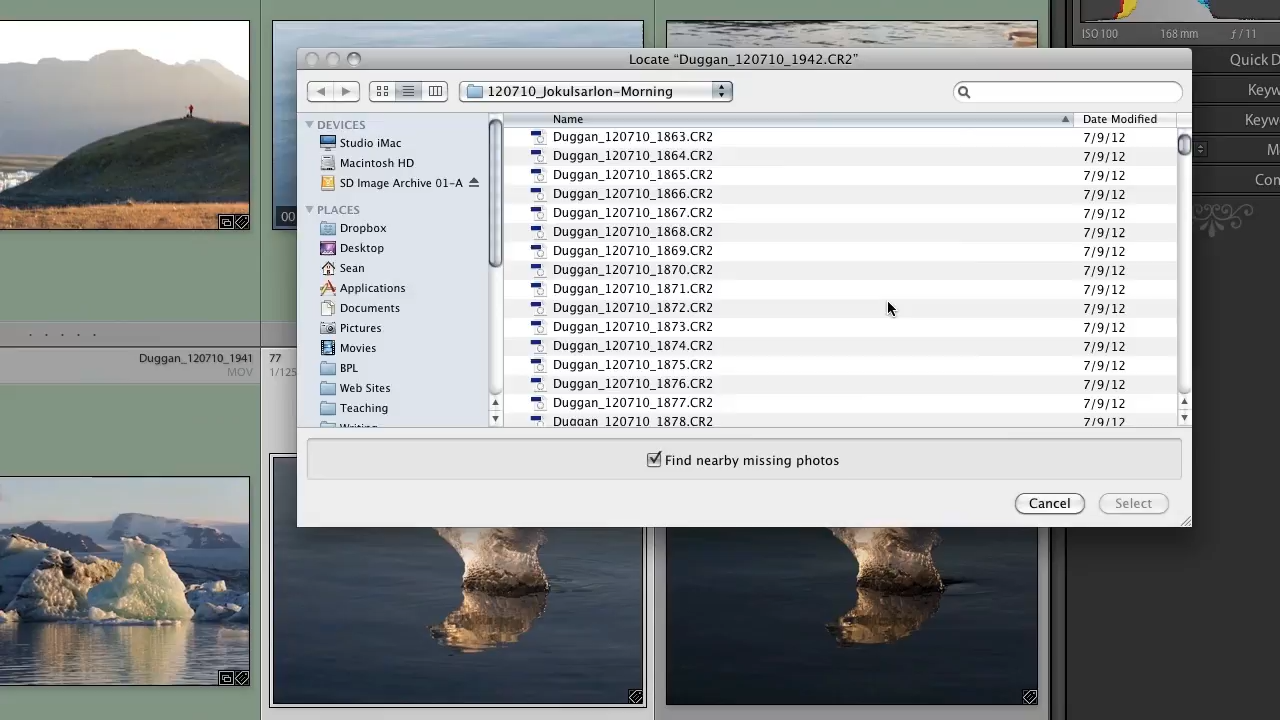 ISO 100 168 mm ƒ / 11
Locate “Duggan_120710_1942.CR2”
Quick D
120710_Jokulsarlon-Morning
Keyw
Name Date Modified
Keyw
DEVICES
Studio iMac
Macintosh HD
SD Image Archive 01-A
PLACES
Dropbox
Desktop
Sean
Applications
Documents
Pictures
Movies
BPL
Web Sites
Teaching
Duggan_120710_1863.CR2 7/9/12
Duggan_120710_1864.CR2 7/9/12
Duggan_120710_1865.CR2 7/9/12
Duggan_120710_1866.CR2 7/9/12
Duggan_120710_1867.CR2 7/9/12
Duggan_120710_1868.CR2 7/9/12
Duggan_120710_1869.CR2 7/9/12
Duggan_120710_1870.CR2 7/9/12
Duggan_120710_1871.CR2 7/9/12
Duggan_120710_1872.CR2 7/9/12
Duggan_120710_1873.CR2 7/9/12
Duggan_120710_1874.CR2 7/9/12
Duggan_120710_1875.CR2 7/9/12
Duggan_120710_1876.CR2 7/9/12
Duggan_120710_1877.CR2 7/9/12
Duggan_120710_1878.CR2 7/9/12
M
Con
00
Duggan_120710_1941
MOV
77
1/125
Find nearby missing photos
Cancel Select